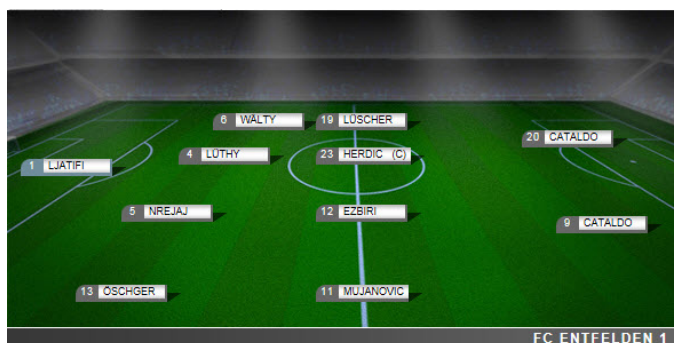 6 WÄLTY
19 LÜSCHER
20 CATALDO
1 LJATIFI
4 LÜTHY
23 HERDIC (C)
5 NREJAJ
12 EZBIRI
9 CATALDO
13 ÖSCHGER
11 MUJANOVIC
FC ENTFELDEN 1